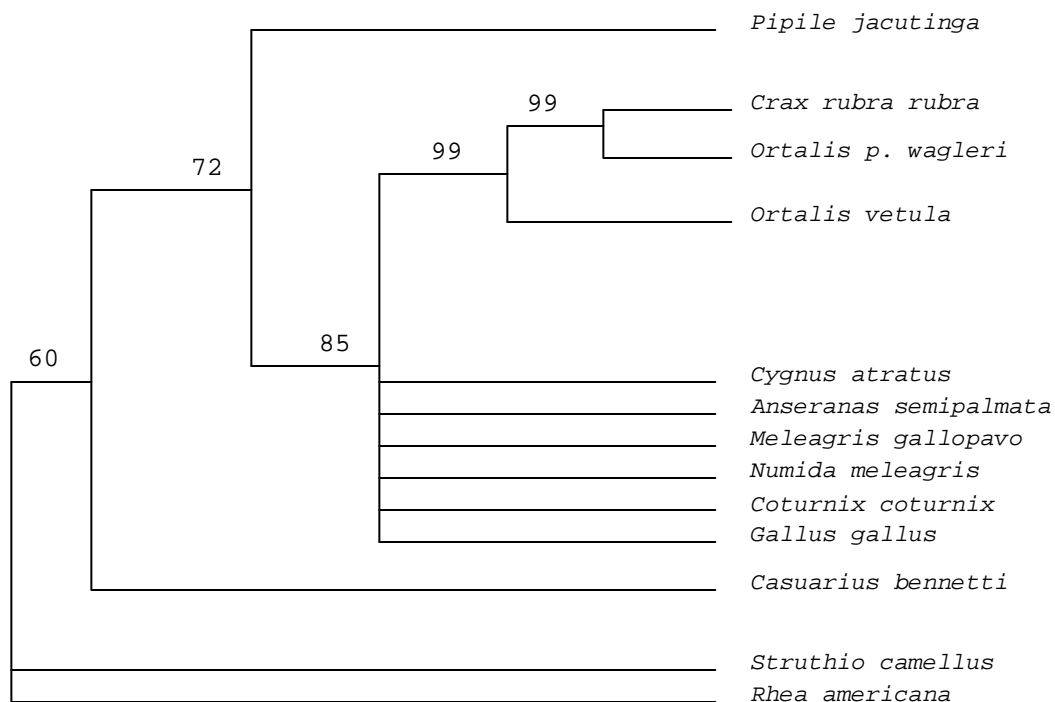 Pipile jacutinga
99
Crax rubra rubra
99
Ortalis p. wagleri
72
Ortalis vetula
85
60
Cygnus atratus
Anseranas semipalmata
Meleagris gallopavo
Numida meleagris
Coturnix coturnix
Gallus gallus
Casuarius bennetti
Struthio camellus
Rhea americana